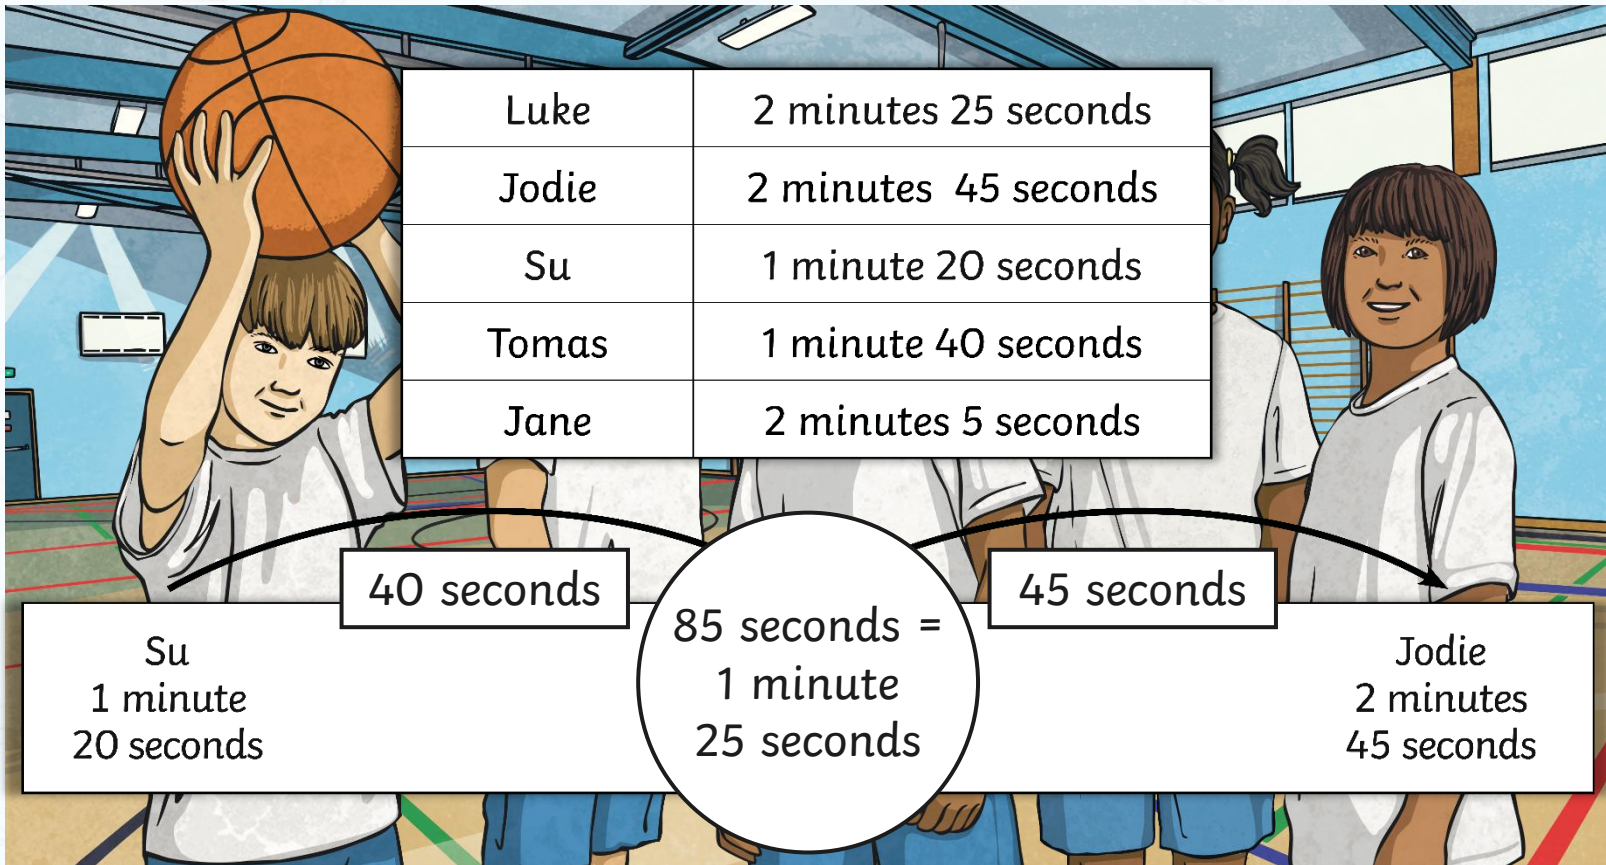 Luke 2 minutes 25 seconds
Jodie 2 minutes 45 seconds
Su 1 minute 20 seconds
Tomas 1 minute 40 seconds
Jane 2 minutes 5 seconds
40 seconds
45 seconds
85 seconds =
1 minute
25 seconds
Su
1 minute
20 seconds
Jodie
2 minutes
45 seconds